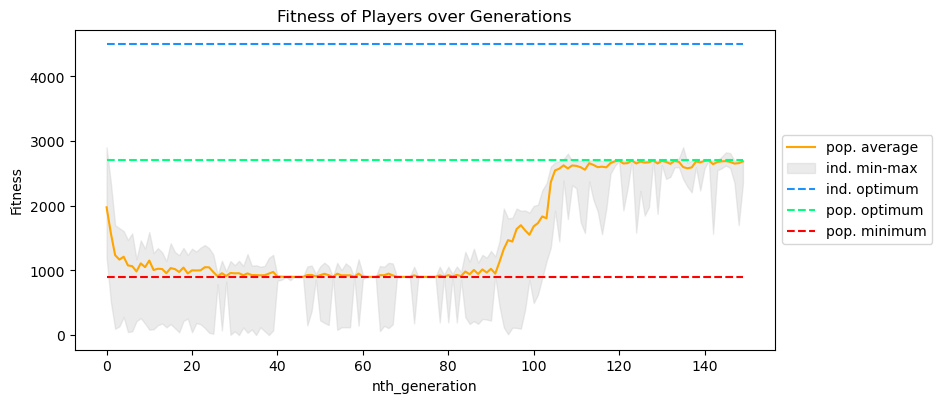 Fitness of Players over Generations
Fitness
4000
3000
2000
1000
0
0 20 40 60 80 100 120 140
nth_generation
pop. average
ind. min-max
ind. optimum
pop. optimum
pop. minimum